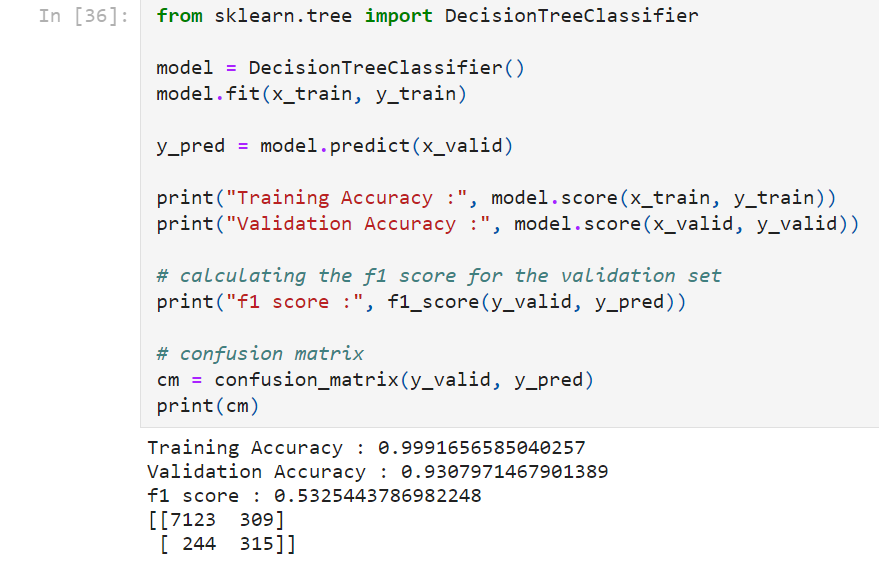 In [36]: from sklearn.tree import DecisionTreeClassifier
model = DecisionTreeClassifier()
model.fit(x_train, y_train)
y_pred = model.predict(x_valid)
print("Training Accuracy :", model.score(x_train, y_train))
print("Validation Accuracy :", model.score(x_valid, y_valid))
# calculating the f1 score for the validation set
print("f1 score :", f1_score(y_valid, y_pred))
# confusion matrix
cm = confusion_matrix(y_valid, y_pred)
print(cm)
Training Accuracy : 0.9991656585040257
Validation Accuracy : 0.9307971467901389
f1 score : 0.5325443786982248
[[7123  309]
 [ 244  315]]